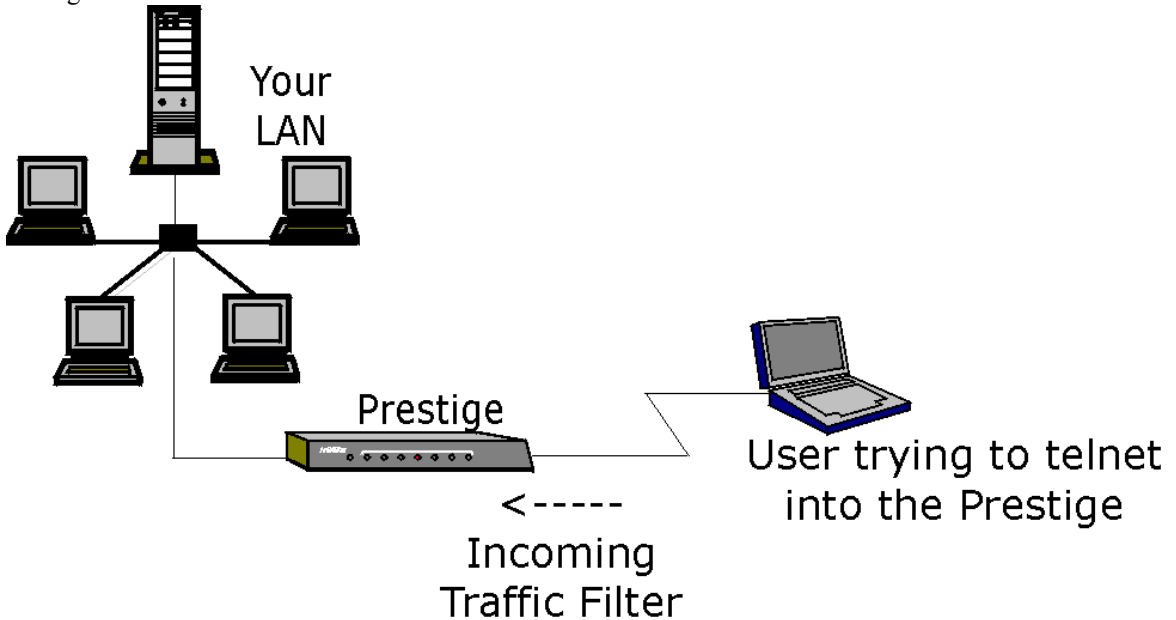 Your
LAN
Prestige
User trying to telnet
into the Prestige
<-----
Incoming
Traffic Filter